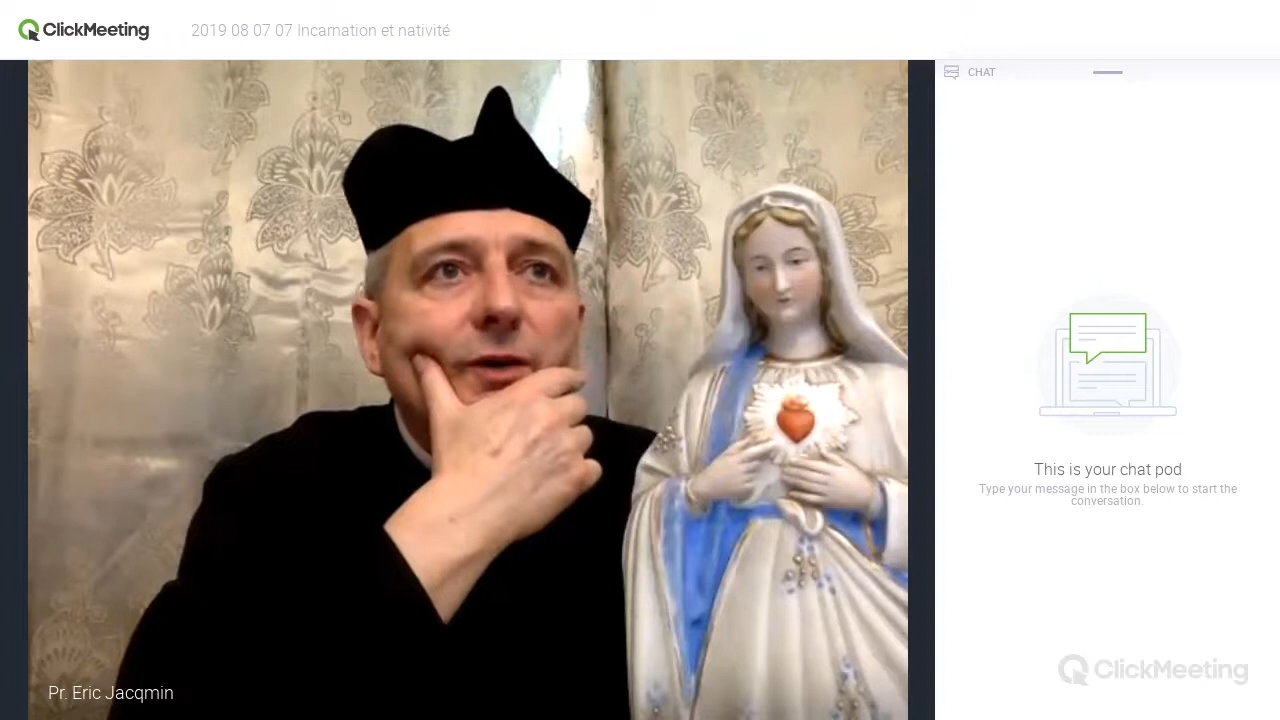 ClickMeeting
2019 08 07 07 Incarnation et nativité
CHAT
This is your chat pod
Type your message in the box below to start the
conversation.
ClickMeeting
Pr. Eric Jacqmin